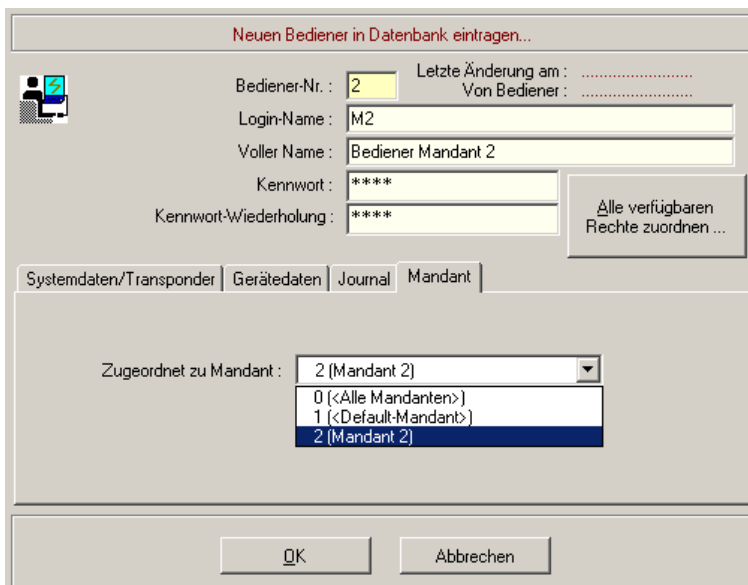 Neuen Bediener in Datenbank eintragen...
Bediener-Nr. : 2
Letzte Änderung am : ........................
Von Bediener : ........................
Login-Name : M2
Voller Name : Bediener Mandant 2
Kennwort : ****
Kennwort-Wiederholung : ****
Alle verfügbaren
Rechte zuordnen ...
Systemdaten/Transponder Gerätedaten Journal Mandant
Zugeordnet zu Mandant : 2 (Mandant 2)
0 (<Alle Mandanten>)
1 (<Default-Mandant>)
2 (Mandant 2)
OK Abbrechen